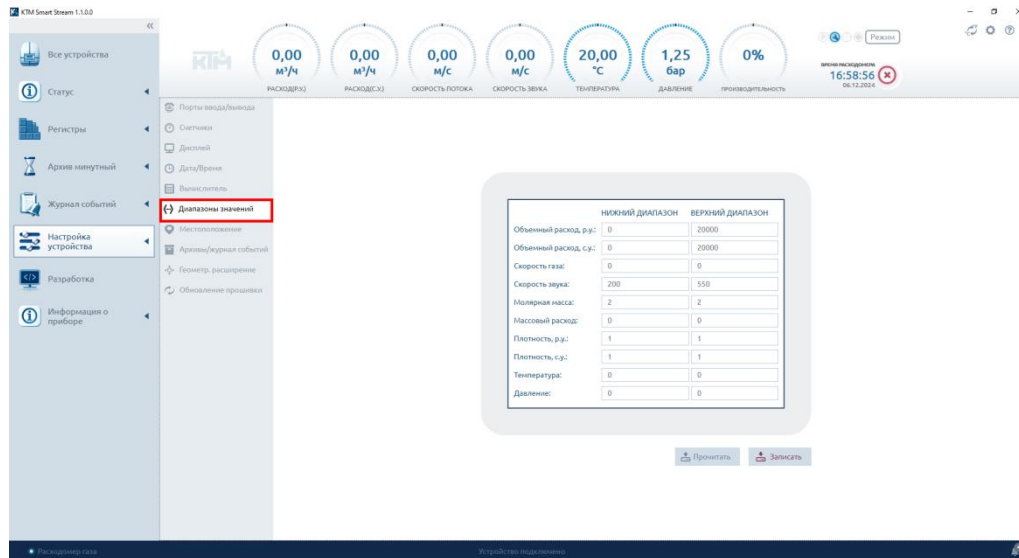 KTM Smart Stream 1.1.0.0
Все устройства
Статус
Регистры
Архив минутный
Журнал событий
Настройка
устройства
Разработка
Информация о
приборе
КТМ
0,00
м³/ч
РАСХОД(Р.У.)
0,00
м³/ч
РАСХОД(С.У.)
0,00
м/с
СКОРОСТЬ ПОТОКА
0,00
м/с
СКОРОСТЬ ЗВУКА
20,00
°C
ТЕМПЕРАТУРА
1,25
бар
ДАВЛЕНИЕ
0%
ПРОИЗВОДИТЕЛЬНОСТЬ
Режим
ВРЕМЯ РАСХОДОМЕРА
16:58:56
06.12.2024
Порты ввода/вывода
Счетчики
Дисплей
Дата/Время
Вычислитель
Диапазоны значений
Местоположение
Архивы/журнал событий
Геометр. расширение
Обновление прошивки
НИЖНИЙ ДИАПАЗОН ВЕРХНИЙ ДИАПАЗОН
Объемный расход, р.у.: 0 20000
Объемный расход, с.у.: 0 20000
Скорость газа: 0 0
Скорость звука: 200 550
Молярная масса: 2 2
Массовый расход: 0 0
Плотность, р.у.: 1 1
Плотность, с.у.: 1 1
Температура: 0 0
Давление: 0 0
Прочитать Записать
Расходомер газа
Устройство подключено